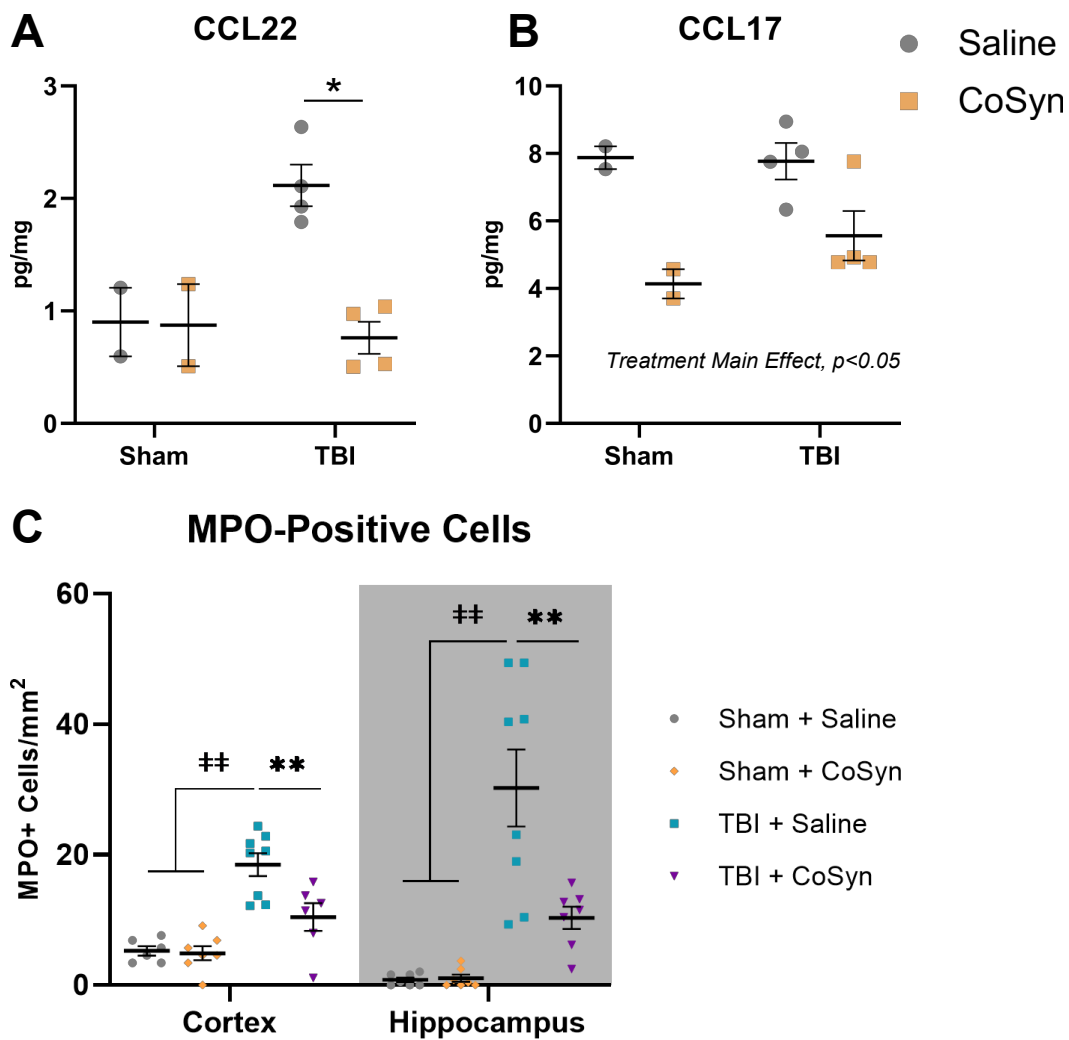 A
CCL22
3
2
1
0
pg/mg
*
Sham
TBI
B
CCL17
10
8
6
4
2
0
pg/mg
Treatment Main Effect, p<0.05
Sham
TBI
Saline
CoSyn
C
MPO-Positive Cells
60
40
20
0
MPO+ Cells/mm²
‡‡
**
‡‡
**
Cortex
Hippocampus
Sham + Saline
Sham + CoSyn
TBI + Saline
TBI + CoSyn